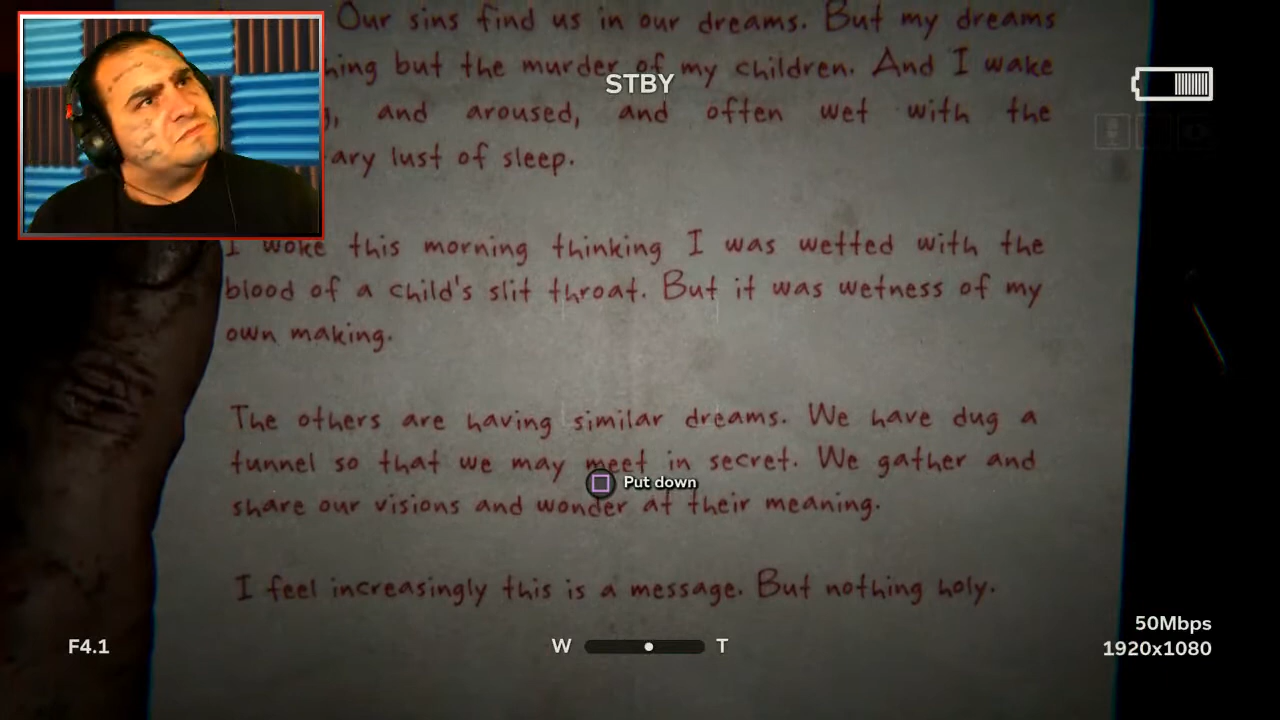 Our sins find us in our dreams. But my dreams
but the murder of my children. And I wake
STBY
and aroused, and often wet with the
lust of sleep.
I woke this morning thinking I was wetted with the
blood of a child's slit throat. But it was wetness of my
own making.
The others are having similar dreams. We have dug a
tunnel so that we may meet in secret. We gather and
Put down
share our visions and wonder at their meaning.
I feel increasingly this is a message. But nothing holy.
50Mbps
F4.1
W
T
1920x1080